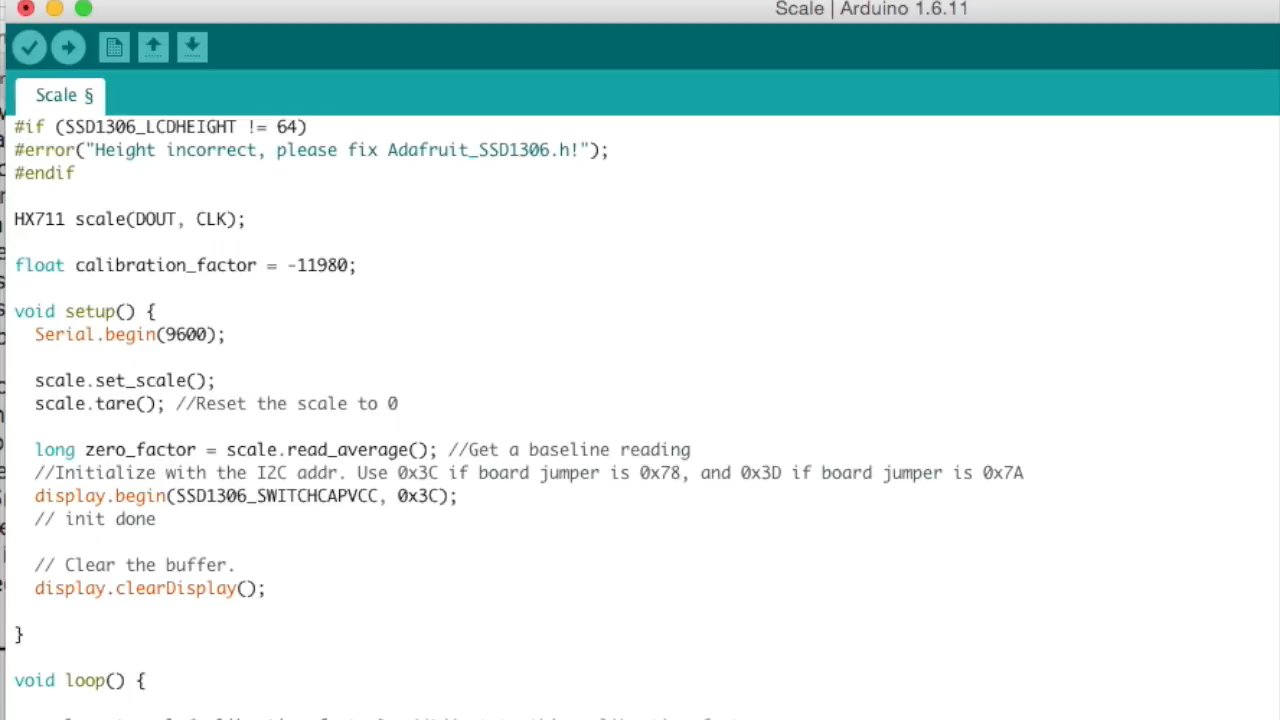 Scale | Arduino 1.6.11
Scale §
#if (SSD1306_LCDHEIGHT != 64)
#error("Height incorrect, please fix Adafruit_SSD1306.h!");
#endif
HX711 scale(DOUT, CLK);
float calibration_factor = -11980;
void setup() {
Serial.begin(9600);
scale.set_scale();
scale.tare(); //Reset the scale to 0
long zero_factor = scale.read_average(); //Get a baseline reading
//Initialize with the I2C addr. Use 0x3C if board jumper is 0x78, and 0x3D if board jumper is 0x7A
display.begin(SSD1306_SWITCHCAPVCC, 0x3C);
// init done
// Clear the buffer.
display.clearDisplay();
}
void loop() {